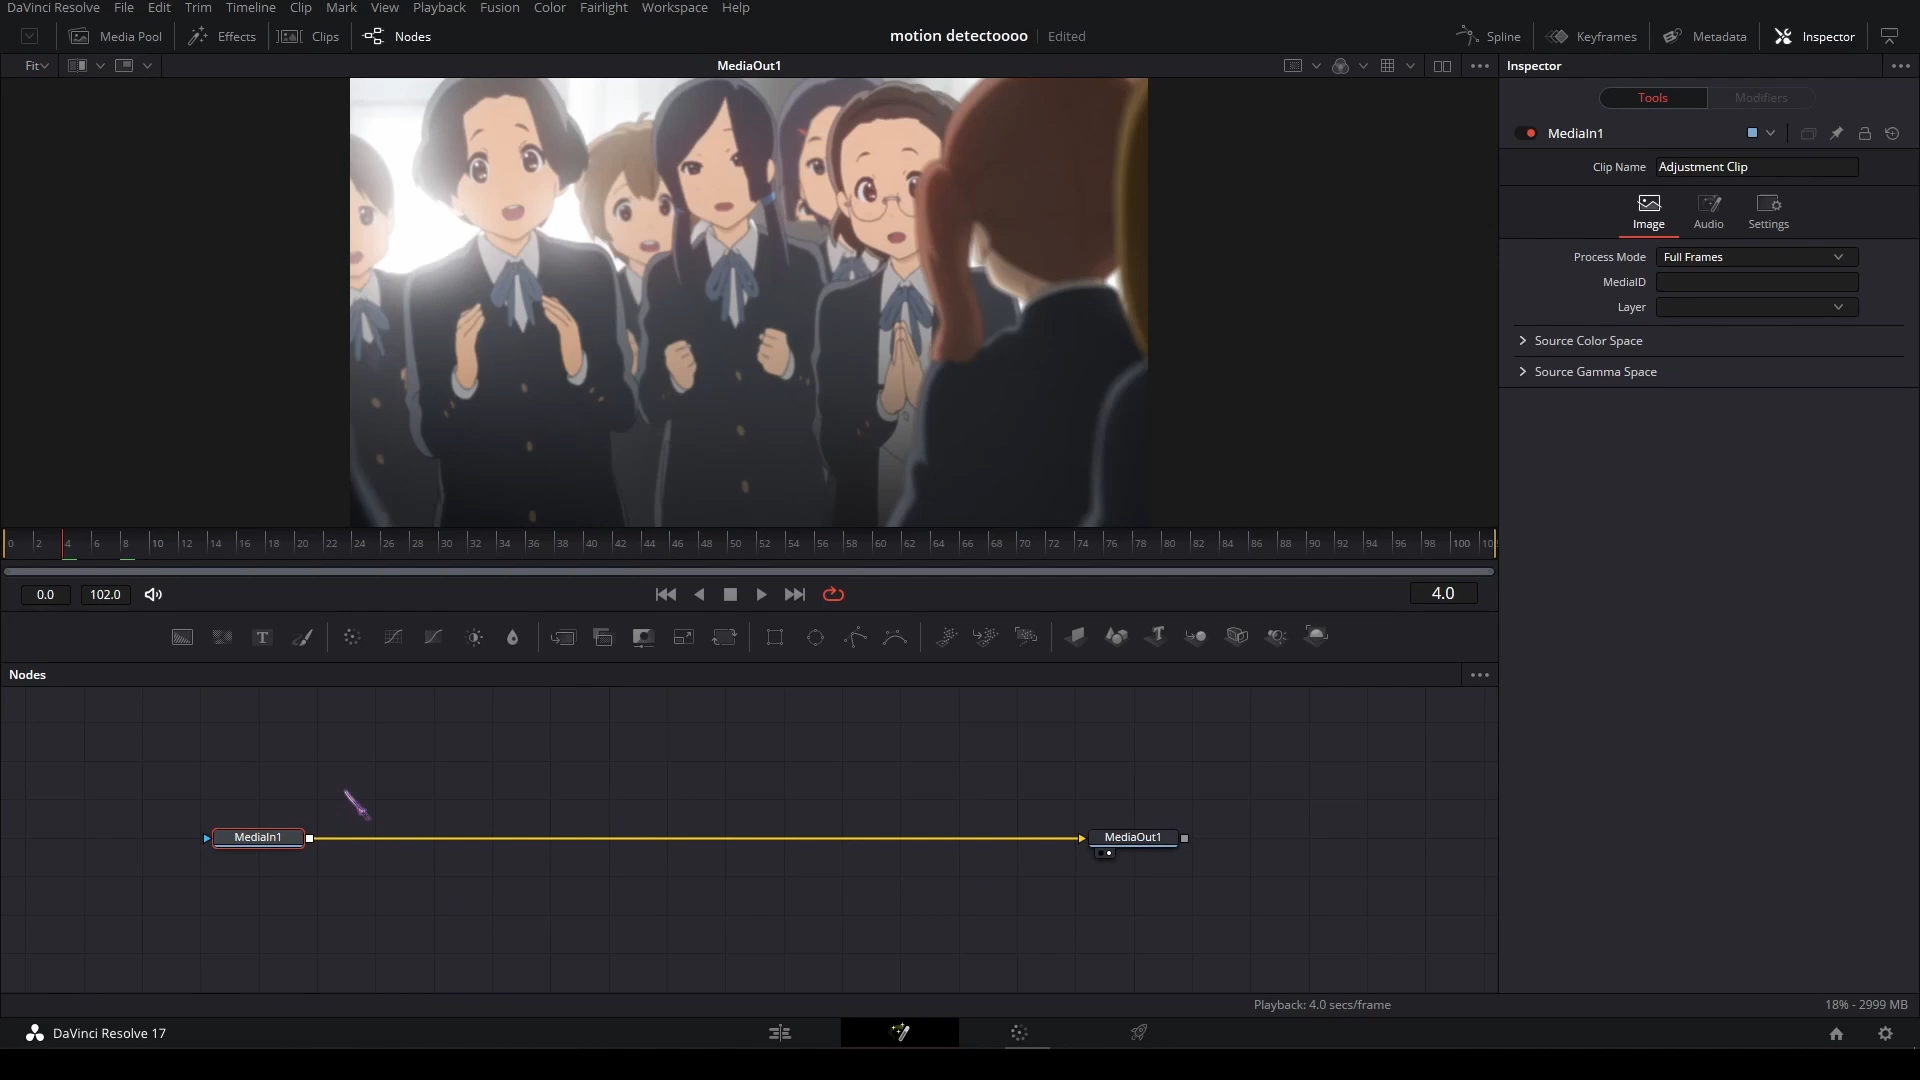 DaVinci Resolve File Edit Trim Timeline Clip Mark View Playback Fusion Color Fairlight Workspace Help
Media Pool Effects Clips Nodes motion detectoooo Edited Spline Keyframes Metadata Inspector
Fit MediaOut1 Inspector
Tools Modifiers
MediaIn1
Clip Name Adjustment Clip
Image Audio Settings
Process Mode Full Frames
MediaID
Layer
Source Color Space
Source Gamma Space
0 2 4 6 8 10 12 14 16 18 20 22 24 26 28 30 32 34 36 38 40 42 44 46 48 50 52 54 56 58 60 62 64 66 68 70 72 74 76 78 80 82 84 86 88 90 92 94 96 98 100 10
0.0 102.0 4.0
T
Nodes
MediaIn1 MediaOut1
Playback: 4.0 secs/frame 18% - 2999 MB
DaVinci Resolve 17